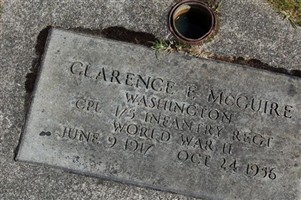 CLARENCE E McGUIRE
WASHINGTON
CPL 175 INFANTRY REGT
WORLD WAR II
JUNE 9 1917 OCT 24 1956